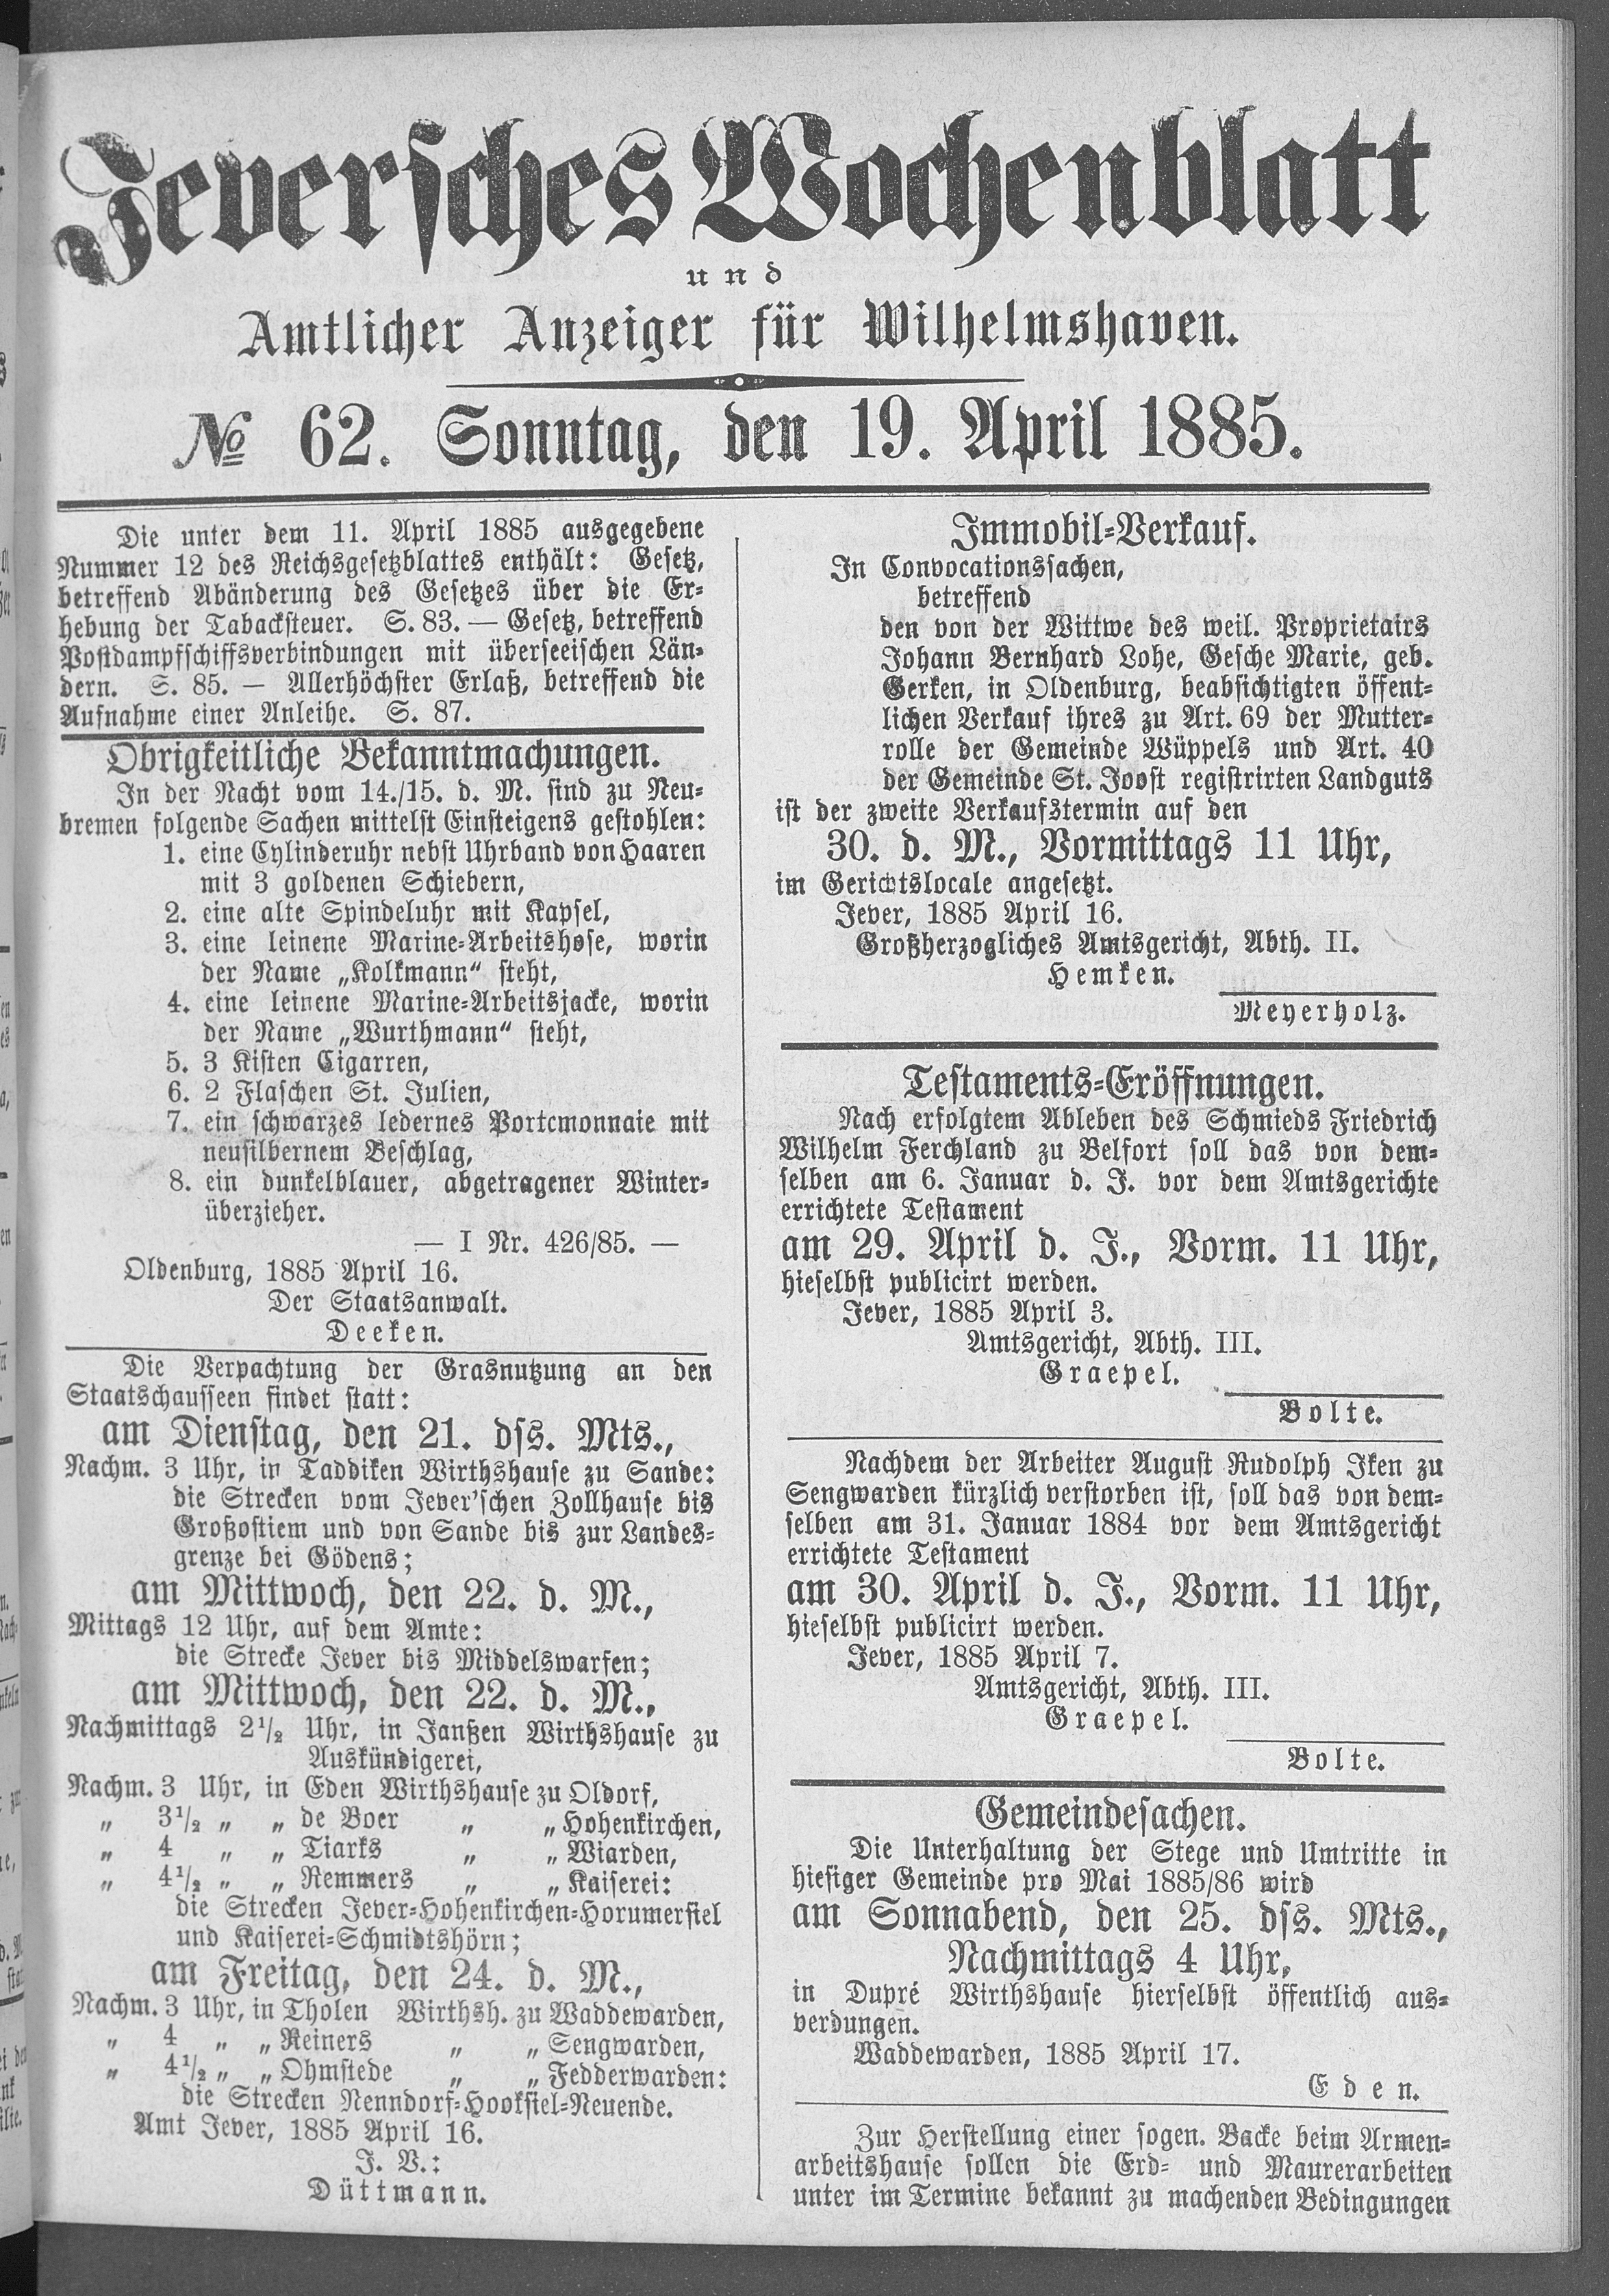 Jeversches Wochenblatt
und
Amtlicher Anzeiger für Wilhelmshaven.
№ 62. Sonntag, den 19. April 1885.
Die unter dem 11. April 1885 ausgegebene
Nummer 12 des Reichsgesetzblattes enthält: Gesetz,
betreffend Abänderung des Gesetzes über die Er-
hebung der Tabacksteuer. S. 83. — Gesetz, betreffend
Postdampfschiffsverbindungen mit überseeischen Län-
dern. S. 85. — Allerhöchster Erlaß, betreffend die
Aufnahme einer Anleihe. S. 87.
Obrigkeitliche Bekanntmachungen.
In der Nacht vom 14./15. d. M. sind zu Neu-
bremen folgende Sachen mittelst Einsteigens gestohlen:
1. eine Cylinderuhr nebst Uhrband von Haaren
mit 3 goldenen Schiebern,
2. eine alte Spindeluhr mit Kapsel,
3. eine leinene Marine-Arbeitshose, worin
der Name „Kolkmann“ steht,
4. eine leinene Marine-Arbeitsjacke, worin
der Name „Wurthmann“ steht,
5. 3 Kisten Cigarren,
6. 2 Flaschen St. Julien,
7. ein schwarzes ledernes Portemonnaie mit
neusilbernem Beschlag,
8. ein dunkelblauer, abgetragener Winter-
überzieher.
— I Nr. 426/85. —
Oldenburg, 1885 April 16.
Der Staatsanwalt.
Deeken.
Die Verpachtung der Grasnutzung an den
Staatschausseen findet statt:
am Dienstag, den 21. dss. Mts.,
Nachm. 3 Uhr, in Taddiken Wirthshause zu Sande:
die Strecken vom Jever'schen Zollhause bis
Großostiem und von Sande bis zur Landes-
grenze bei Gödens;
am Mittwoch, den 22. d. M.,
Mittags 12 Uhr, auf dem Amte:
die Strecke Jever bis Middelswarfen;
am Mittwoch, den 22. d. M.,
Nachmittags 2½ Uhr, in Janßen Wirthshause zu
Auskündigerei,
Nachm. 3 Uhr, in Eden Wirthshause zu Oldorf,
„ 3½ „ „ de Boer „ „ Hohenkirchen,
„ 4 „ „ Tiarks „ „ Wiarden,
„ 4½ „ „ Remmers „ „ Kaiserei:
die Strecken Jever-Hohenkirchen-Horumersiel
und Kaiserei-Schmidtshörn;
am Freitag, den 24. d. M.,
Nachm. 3 Uhr, in Tholen Wirthsh. zu Waddewarden,
„ 4 „ „ Reiners „ „ Sengwarden,
„ 4½ „ „ Ohmstede „ „ Fedderwarden:
die Strecken Nenndorf-Hooksiel-Neuende.
Amt Jever, 1885 April 16.
J. V.:
Düttmann.
Immobil-Verkauf.
In Convocationssachen,
betreffend
den von der Wittwe des weil. Proprietairs
Johann Bernhard Lohe, Gesche Marie, geb.
Gerken, in Oldenburg, beabsichtigten öffent-
lichen Verkauf ihres zu Art. 69 der Mutter-
rolle der Gemeinde Wüppels und Art. 40
der Gemeinde St. Joost registrirten Landguts
ist der zweite Verkaufstermin auf den
30. d. M., Vormittags 11 Uhr,
im Gerichtslocale angesetzt.
Jever, 1885 April 16.
Großherzogliches Amtsgericht, Abth. II.
Hemken.
Meyerholz.
Testaments-Eröffnungen.
Nach erfolgtem Ableben des Schmieds Friedrich
Wilhelm Ferchland zu Belfort soll das von dem-
selben am 6. Januar d. J. vor dem Amtsgerichte
errichtete Testament
am 29. April d. J., Vorm. 11 Uhr,
hieselbst publicirt werden.
Jever, 1885 April 3.
Amtsgericht, Abth. III.
Graepel.
Bolte.
Nachdem der Arbeiter August Rudolph Iken zu
Sengwarden kürzlich verstorben ist, soll das von dem-
selben am 31. Januar 1884 vor dem Amtsgericht
errichtete Testament
am 30. April d. J., Vorm. 11 Uhr,
hieselbst publicirt werden.
Jever, 1885 April 7.
Amtsgericht, Abth. III.
Graepel.
Bolte.
Gemeindesachen.
Die Unterhaltung der Stege und Umtritte in
hiesiger Gemeinde pro Mai 1885/86 wird
am Sonnabend, den 25. dss. Mts.,
Nachmittags 4 Uhr,
in Dupré Wirthshause hierselbst öffentlich aus-
verdungen.
Waddewarden, 1885 April 17.
Eden.
Zur Herstellung einer sogen. Backe beim Armen-
arbeitshause sollen die Erd- und Maurerarbeiten
unter im Termine bekannt zu machenden Bedingungen